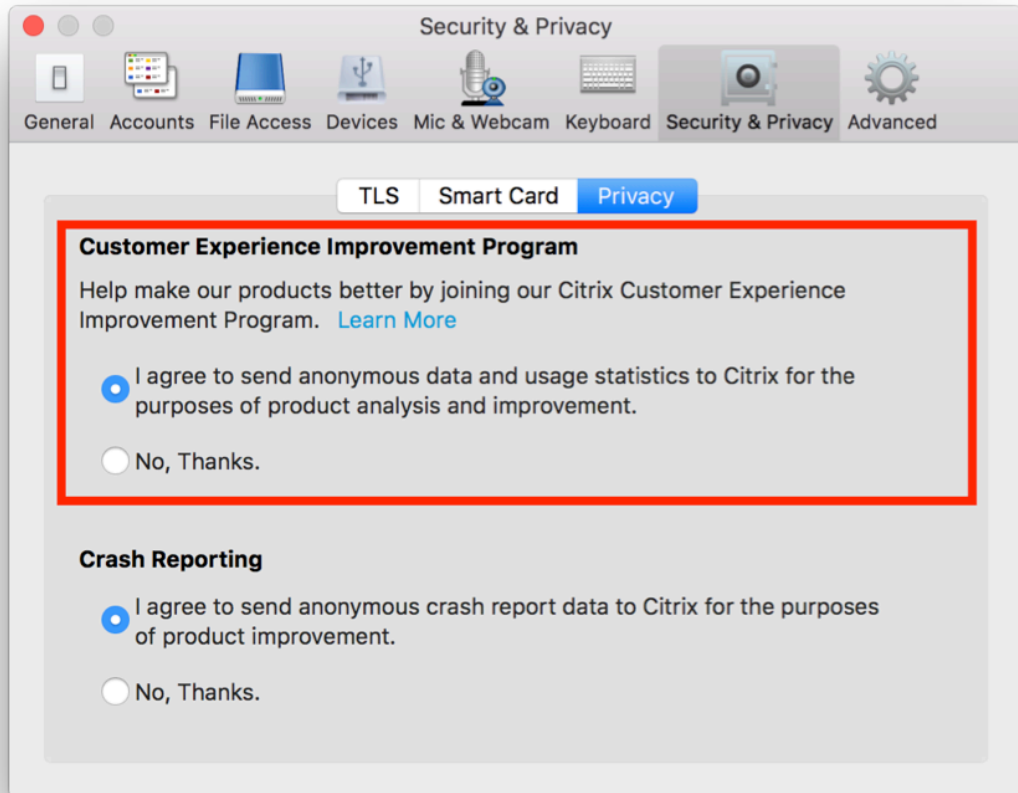 Security & Privacy
General Accounts File Access Devices Mic & Webcam Keyboard Security & Privacy Advanced
TLS Smart Card Privacy
Customer Experience Improvement Program
Help make our products better by joining our Citrix Customer Experience
Improvement Program. Learn More
I agree to send anonymous data and usage statistics to Citrix for the
purposes of product analysis and improvement.
No, Thanks.
Crash Reporting
I agree to send anonymous crash report data to Citrix for the purposes
of product improvement.
No, Thanks.